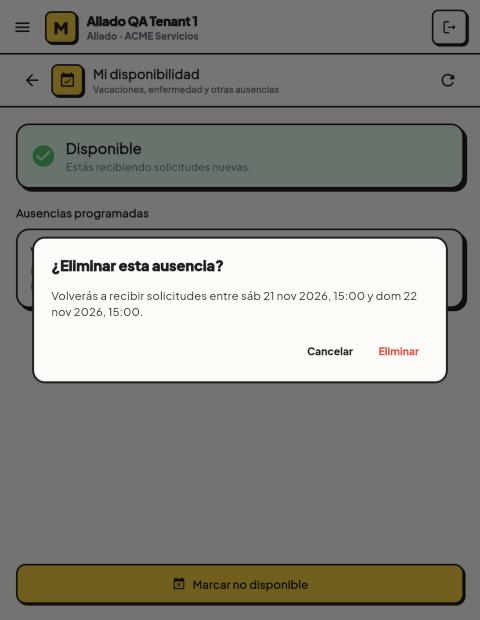 M
Aliado QA Tenant 1
Aliado · ACME Servicios
Mi disponibilidad
Vacaciones, enfermedad y otras ausencias
Disponible
Estás recibiendo solicitudes nuevas.
Ausencias programadas
¿Eliminar esta ausencia?
Volverás a recibir solicitudes entre sáb 21 nov 2026, 15:00 y dom 22
nov 2026, 15:00.
Cancelar
Eliminar
Marcar no disponible